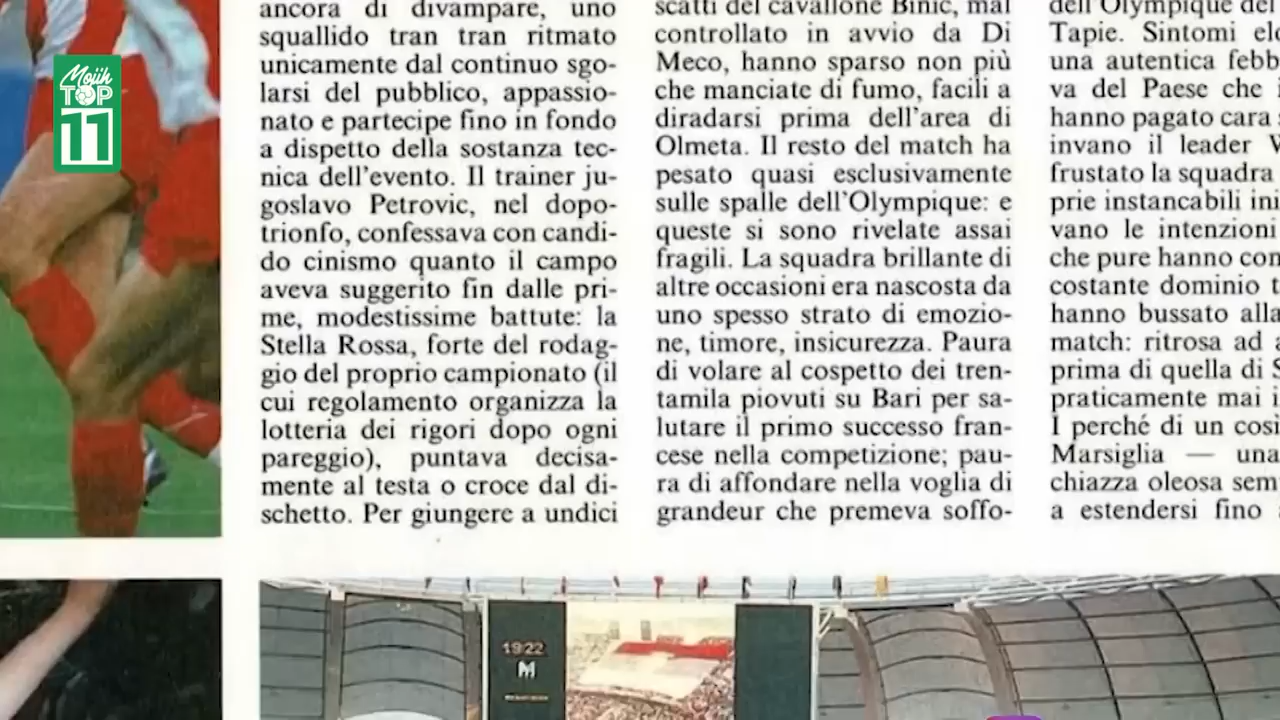 Mojih
TOP
11
ancora di divampare, uno
squallido tran tran ritmato
unicamente dal continuo sgo-
larsi del pubblico, appassio-
nato e partecipe fino in fondo
a dispetto della sostanza tec-
nica dell'evento. Il trainer ju-
goslavo Petrovic, nel dopo-
trionfo, confessava con candi-
do cinismo quanto il campo
aveva suggerito fin dalle pri-
me, modestissime battute: la
Stella Rossa, forte del rodag-
gio del proprio campionato (il
cui regolamento organizza la
lotteria dei rigori dopo ogni
pareggio), puntava decisa-
mente al testa o croce dal di-
schetto. Per giungere a undici
scatti del cavallone Binic, mal
controllato in avvio da Di
Meco, hanno sparso non più
che manciate di fumo, facili a
diradarsi prima dell'area di
Olmeta. Il resto del match ha
pesato quasi esclusivamente
sulle spalle dell'Olympique: e
queste si sono rivelate assai
fragili. La squadra brillante di
altre occasioni era nascosta da
uno spesso strato di emozio-
ne, timore, insicurezza. Paura
di volare al cospetto dei tren-
tamila piovuti su Bari per sa-
lutare il primo successo fran-
cese nella competizione; pau-
ra di affondare nella voglia di
grandeur che premeva soffo-
dell'Olympique del
Tapie. Sintomi elo
una autentica febb
va del Paese che i
hanno pagato cara
invano il leader W
frustato la squadra
prie instancabili ini
vano le intenzioni
che pure hanno con
costante dominio t
hanno bussato alla
match: ritrosa ad a
prima di quella di S
praticamente mai i
I perché di un così
Marsiglia — una
chiazza oleosa sem
a estendersi fino a
19:22
M